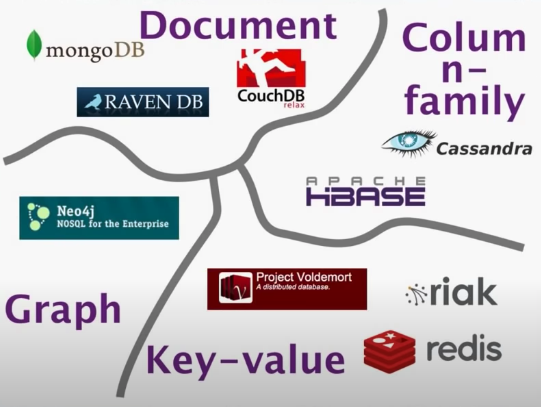 Document
mongoDB
RAVEN DB
CouchDB
relax
Colum
n-
family
Cassandra
APACHE
HBASE
Neo4j
NOSQL for the Enterprise
Graph
Project Voldemort
A distributed database.
riak
redis
Key-value